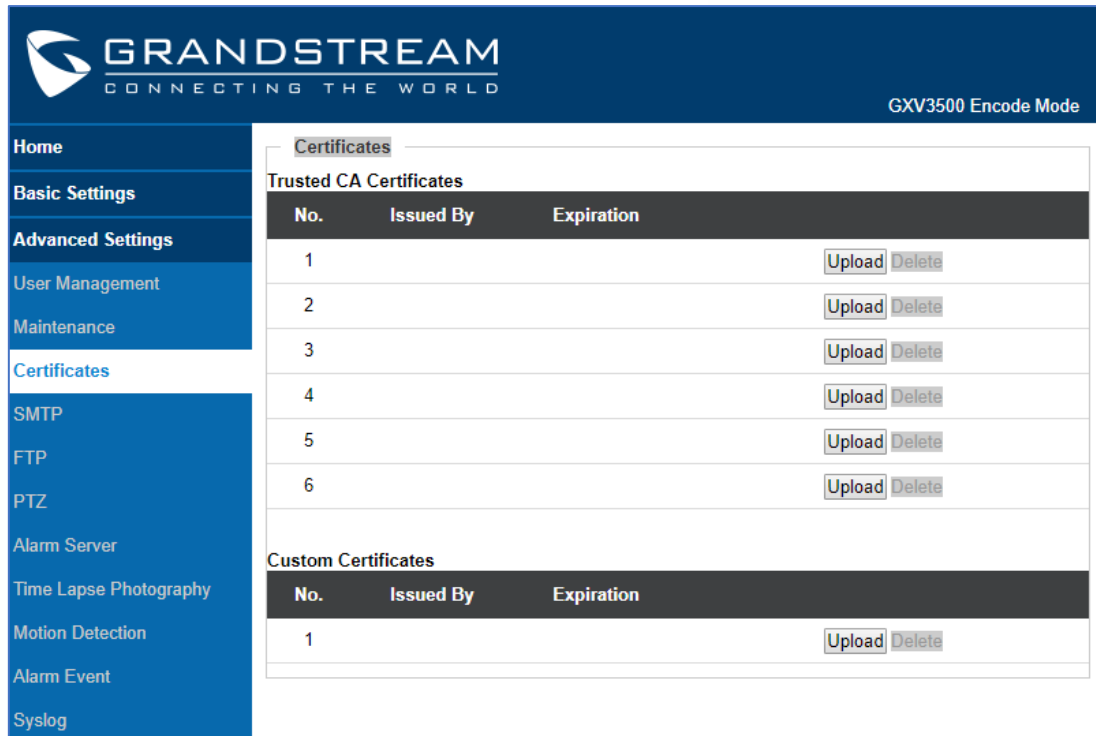 GRANDSTREAM
CONNECTING THE WORLD
GXV3500 Encode Mode
Home
Basic Settings
Advanced Settings
User Management
Maintenance
Certificates
SMTP
FTP
PTZ
Alarm Server
Time Lapse Photography
Motion Detection
Alarm Event
Syslog
Certificates
Trusted CA Certificates
No. Issued By Expiration
1 Upload Delete
2 Upload Delete
3 Upload Delete
4 Upload Delete
5 Upload Delete
6 Upload Delete
Custom Certificates
No. Issued By Expiration
1 Upload Delete